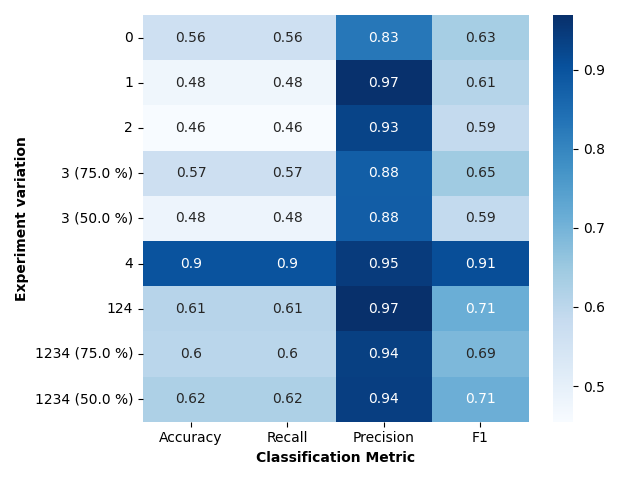 0 0.56 0.56 0.83 0.63
1 0.48 0.48 0.97 0.61
2 0.46 0.46 0.93 0.59
3 (75.0 %) 0.57 0.57 0.88 0.65
3 (50.0 %) 0.48 0.48 0.88 0.59
4 0.9 0.9 0.95 0.91
124 0.61 0.61 0.97 0.71
1234 (75.0 %) 0.6 0.6 0.94 0.69
1234 (50.0 %) 0.62 0.62 0.94 0.71
Accuracy Recall Precision F1
Classification Metric
Experiment variation
0.9
0.8
0.7
0.6
0.5